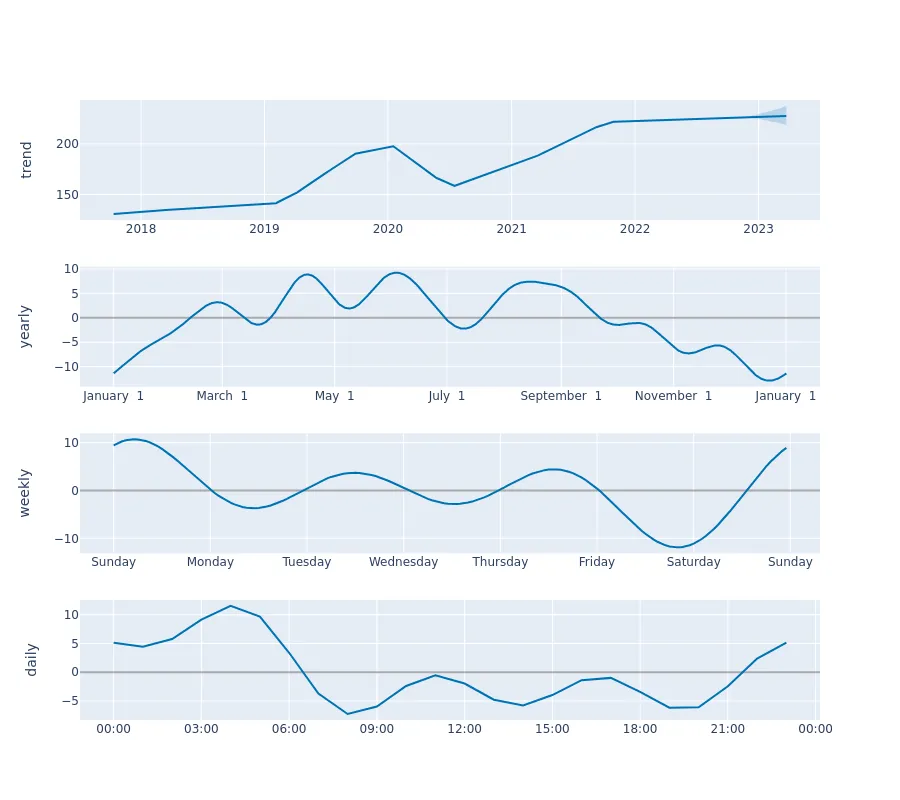 trend
200
150
2018 2019 2020 2021 2022 2023
yearly
10
5
0
−5
−10
January 1 March 1 May 1 July 1 September 1 November 1 January 1
weekly
10
0
−10
Sunday Monday Tuesday Wednesday Thursday Friday Saturday Sunday
daily
10
5
0
−5
00:00 03:00 06:00 09:00 12:00 15:00 18:00 21:00 00:00